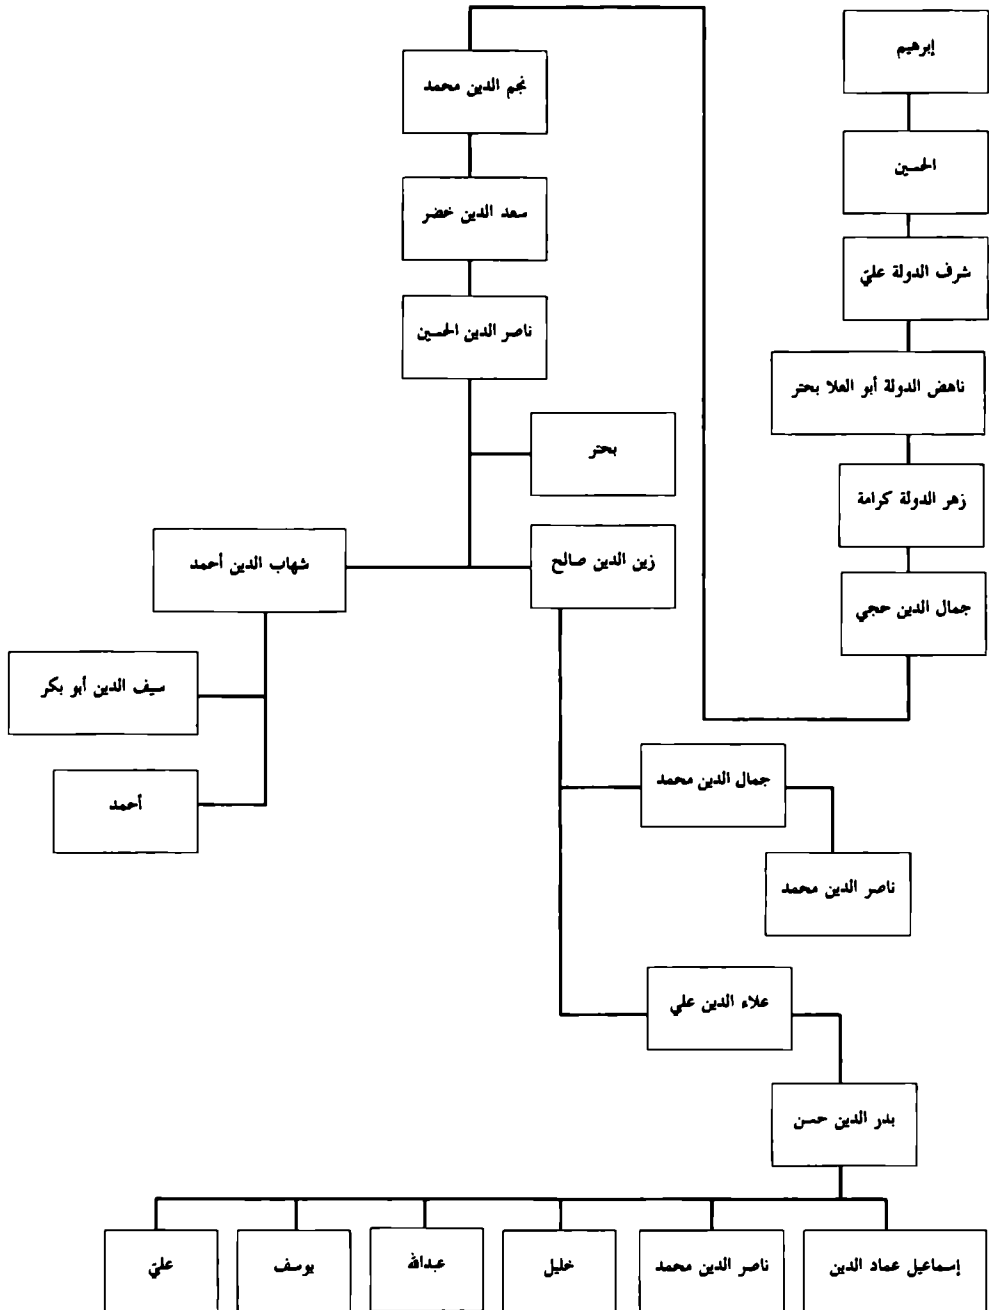 إبرهيم
الحسين
شرف الدولة عليّ
ناهض الدولة أبو العلا بحتر
زهر الدولة كرامة
جمال الدين حجي
نجم الدين محمد
سعد الدين خضر
ناصر الدين الحسين
بحتر
زين الدين صالح
شهاب الدين أحمد
سيف الدين أبو بكر
أحمد
جمال الدين محمد
ناصر الدين محمد
علاء الدين علي
بدر الدين حسن
إسماعيل عماد الدين
ناصر الدين محمد
خليل
عبدالله
يوسف
عليّ